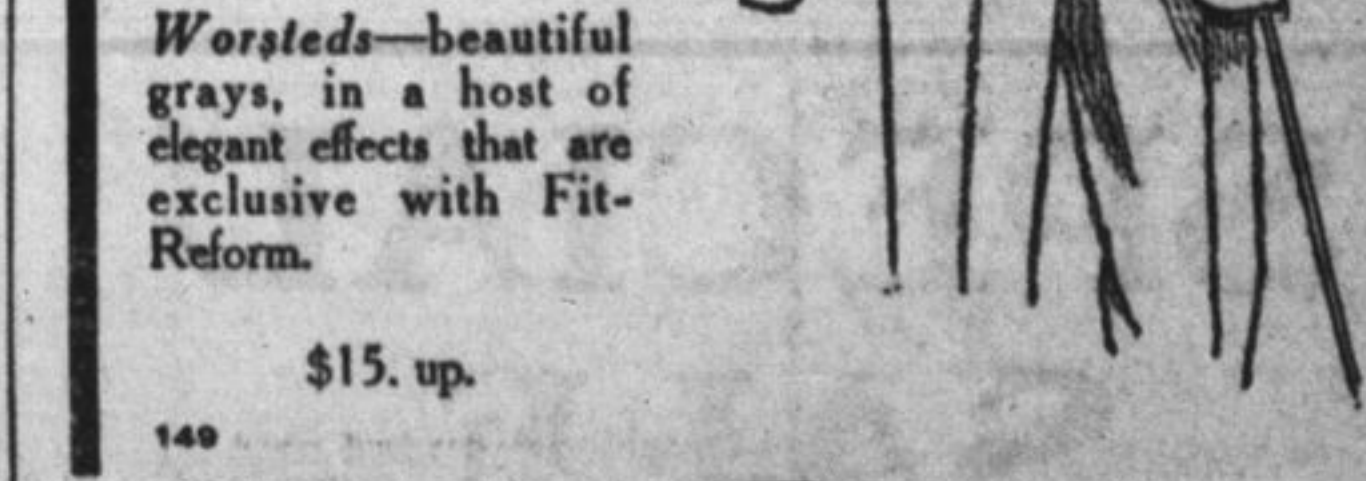 Worsteds—beautiful
grays, in a host of
elegant effects that are
exclusive with Fit-
Reform.
$15. up.
149